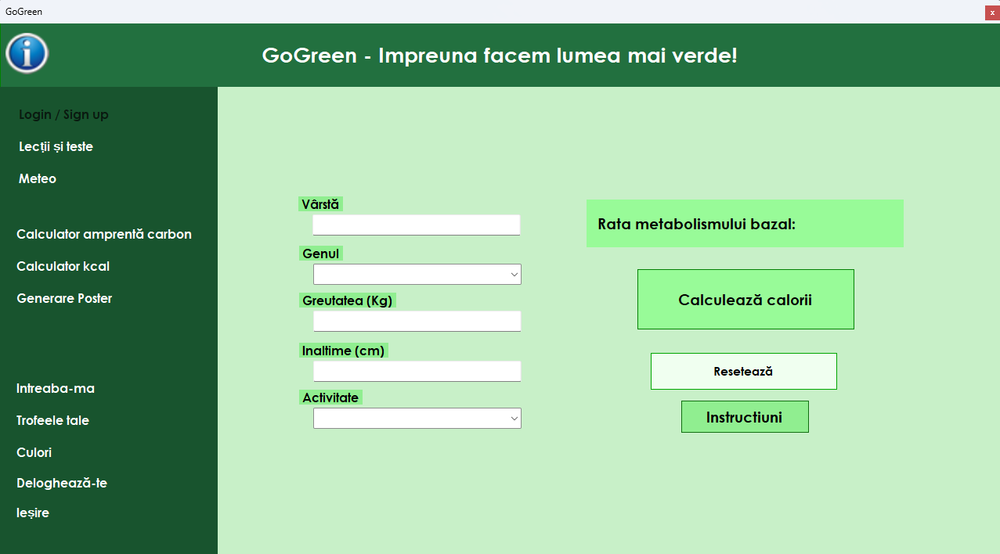 GoGreen
x
GoGreen - Impreuna facem lumea mai verde!
Login / Sign up
Lecții și teste
Meteo
Calculator amprentă carbon
Calculator kcal
Generare Poster
Intreaba-ma
Trofeele tale
Culori
Deloghează-te
Ieșire
Vârstă
Genul
Greutatea (Kg)
Inaltime (cm)
Activitate
Rata metabolismului bazal:
Calculează calorii
Resetează
Instructiuni